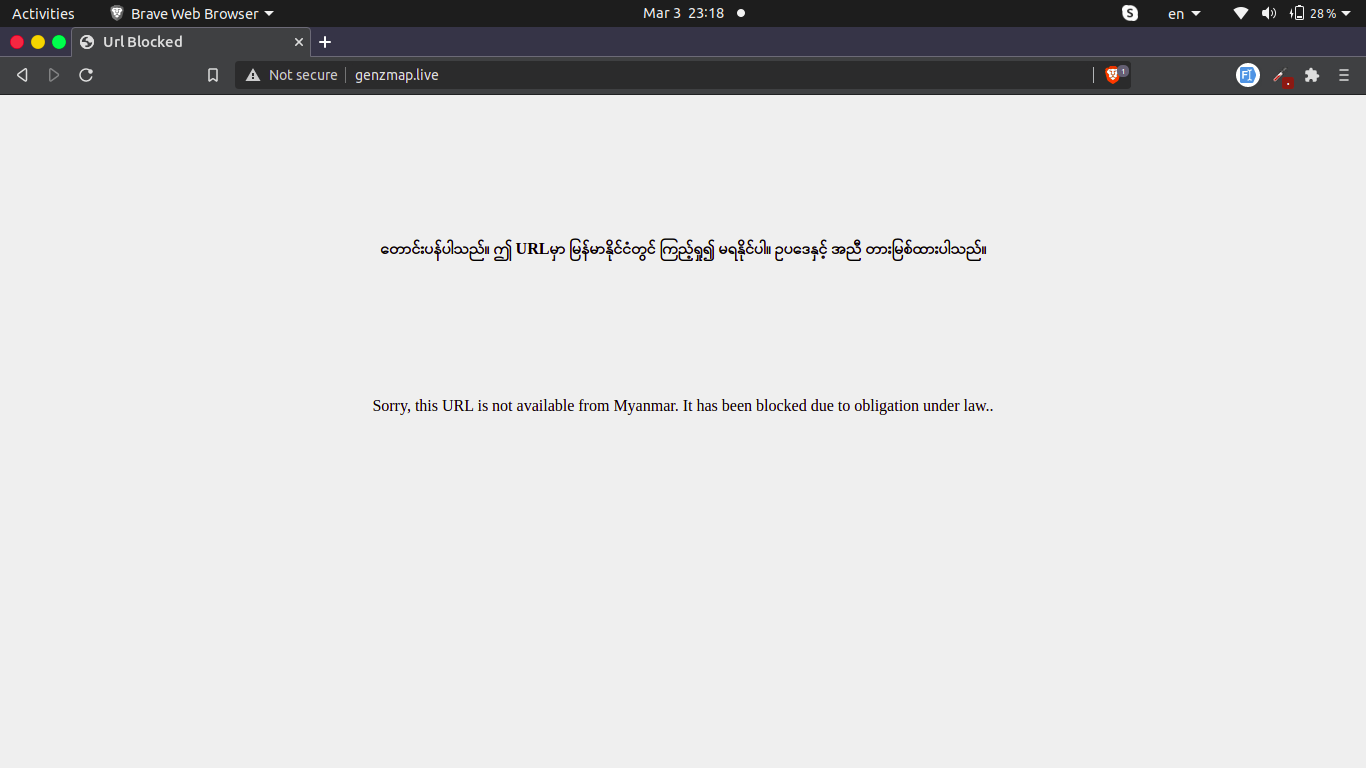 Activities Brave Web Browser Mar 3 23:18 S en 28%
Url Blocked
Not secure genzmap.live 1
တောင်းပန်ပါသည်။ ဤ URLမှာ မြန်မာနိုင်ငံတွင် ကြည့်ရှု၍ မရနိုင်ပါ။ ဥပဒေနှင့် အညီ တားမြစ်ထားပါသည်။
Sorry, this URL is not available from Myanmar. It has been blocked due to obligation under law..